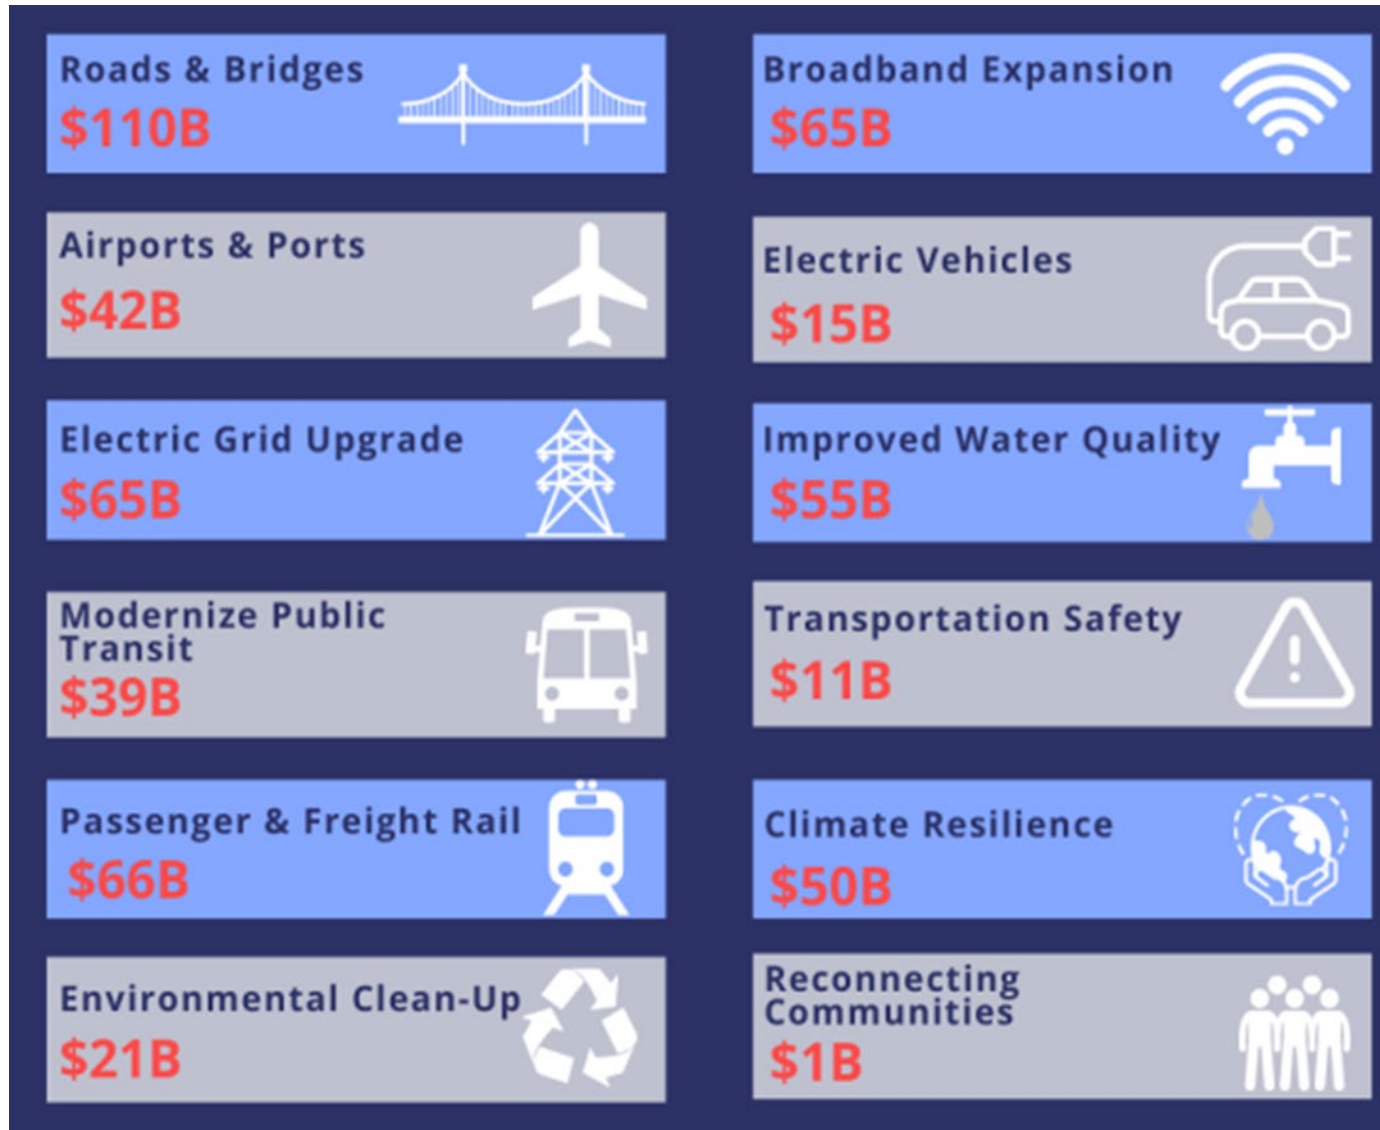 Roads & Bridges
$110B
Broadband Expansion
$65B
Airports & Ports
$42B
Electric Vehicles
$15B
Electric Grid Upgrade
$65B
Improved Water Quality
$55B
Modernize Public
Transit
$39B
Transportation Safety
$11B
Passenger & Freight Rail
$66B
Climate Resilience
$50B
Environmental Clean-Up
$21B
Reconnecting
Communities
$1B